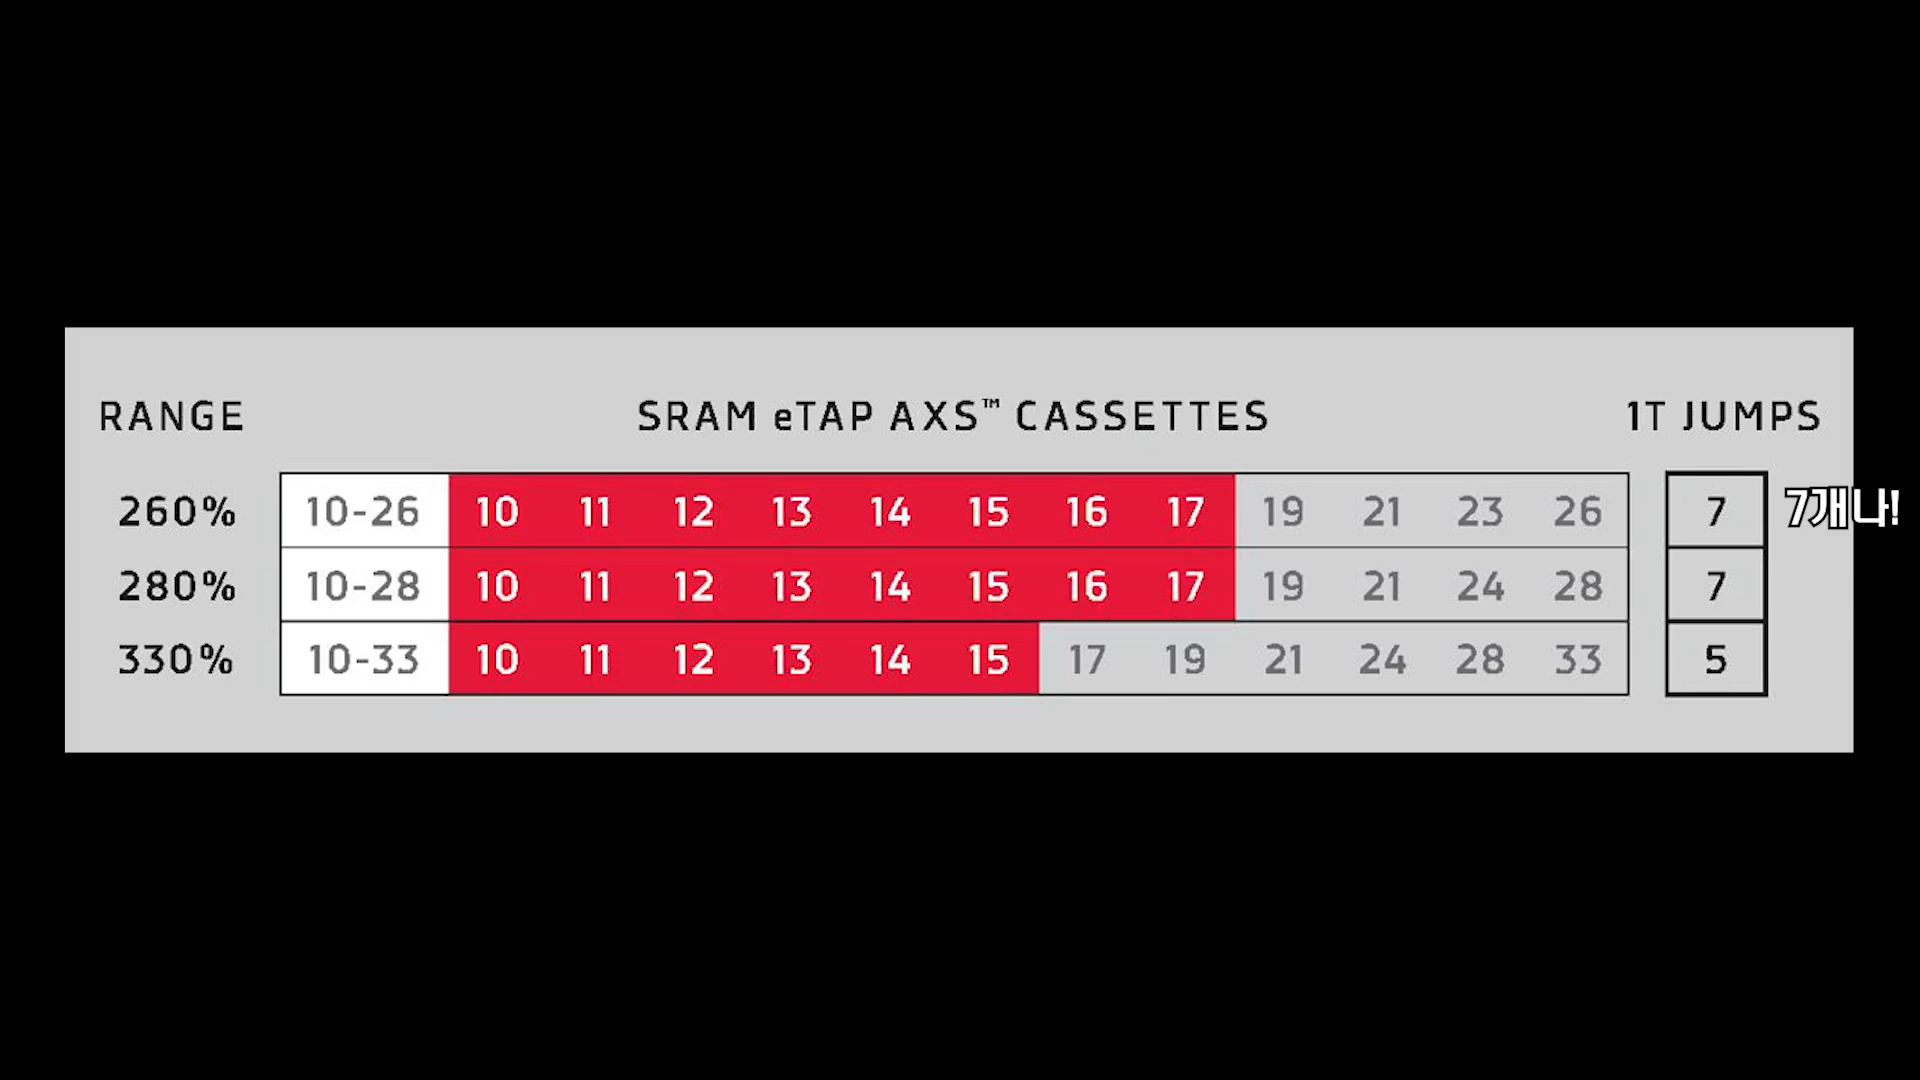 RANGE SRAM eTAP AXS™ CASSETTES 1T JUMPS
260% 10-26 10 11 12 13 14 15 16 17 19 21 23 26 7 7개나!
280% 10-28 10 11 12 13 14 15 16 17 19 21 24 28 7
330% 10-33 10 11 12 13 14 15 17 19 21 24 28 33 5